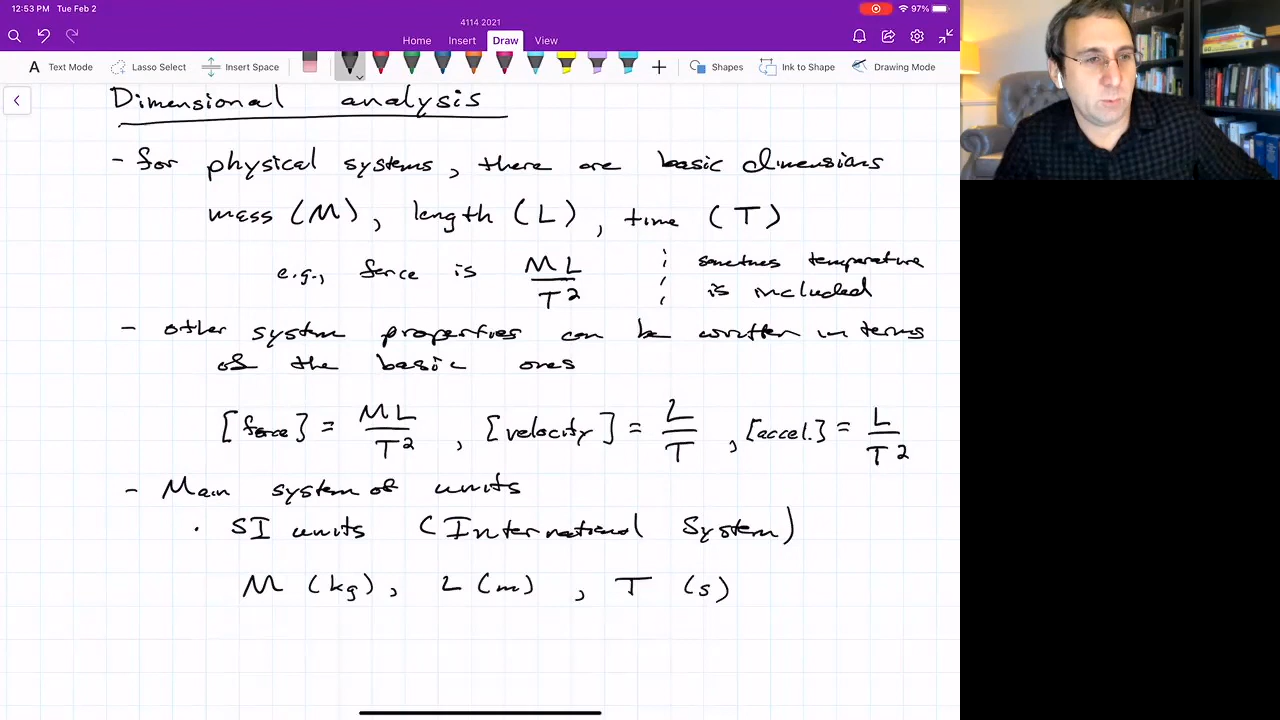 12:53 PM Tue Feb 2
97%
4114 2021
Home Insert Draw View
Text Mode Lasso Select Insert Space Shapes Ink to Shape Drawing Mode
Dimensional analysis
- for physical systems, there are basic dimensions
mass (M), length (L), time (T)
e.g., force is ML/T² ¦ sometimes temperature
is included
- other system properties can be written in terms
of the basic ones
[force] = ML/T², [velocity] = L/T, [accel.] = L/T²
- Main system of units
· SI units (International System)
M (kg), L (m), T (s)